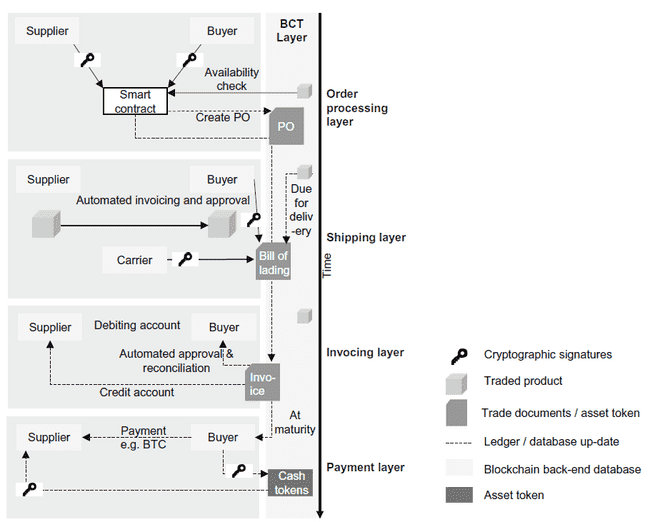 Supplier
Buyer
BCT
Layer
Availability
check
Smart
contract
Create PO
PO
Order
processing
layer
Supplier
Buyer
Automated invoicing and approval
Due
for
deliv
-ery
Carrier
Bill of
lading
Shipping layer
Time
Supplier
Debiting account
Buyer
Automated approval &
reconciliation
Credit account
Invo-
ice
Invocing layer
At
maturity
Supplier
Payment
e.g. BTC
Buyer
Cash
tokens
Payment layer
Cryptographic signatures
Traded product
Trade documents / asset token
Ledger / database up-date
Blockchain back-end database
Asset token